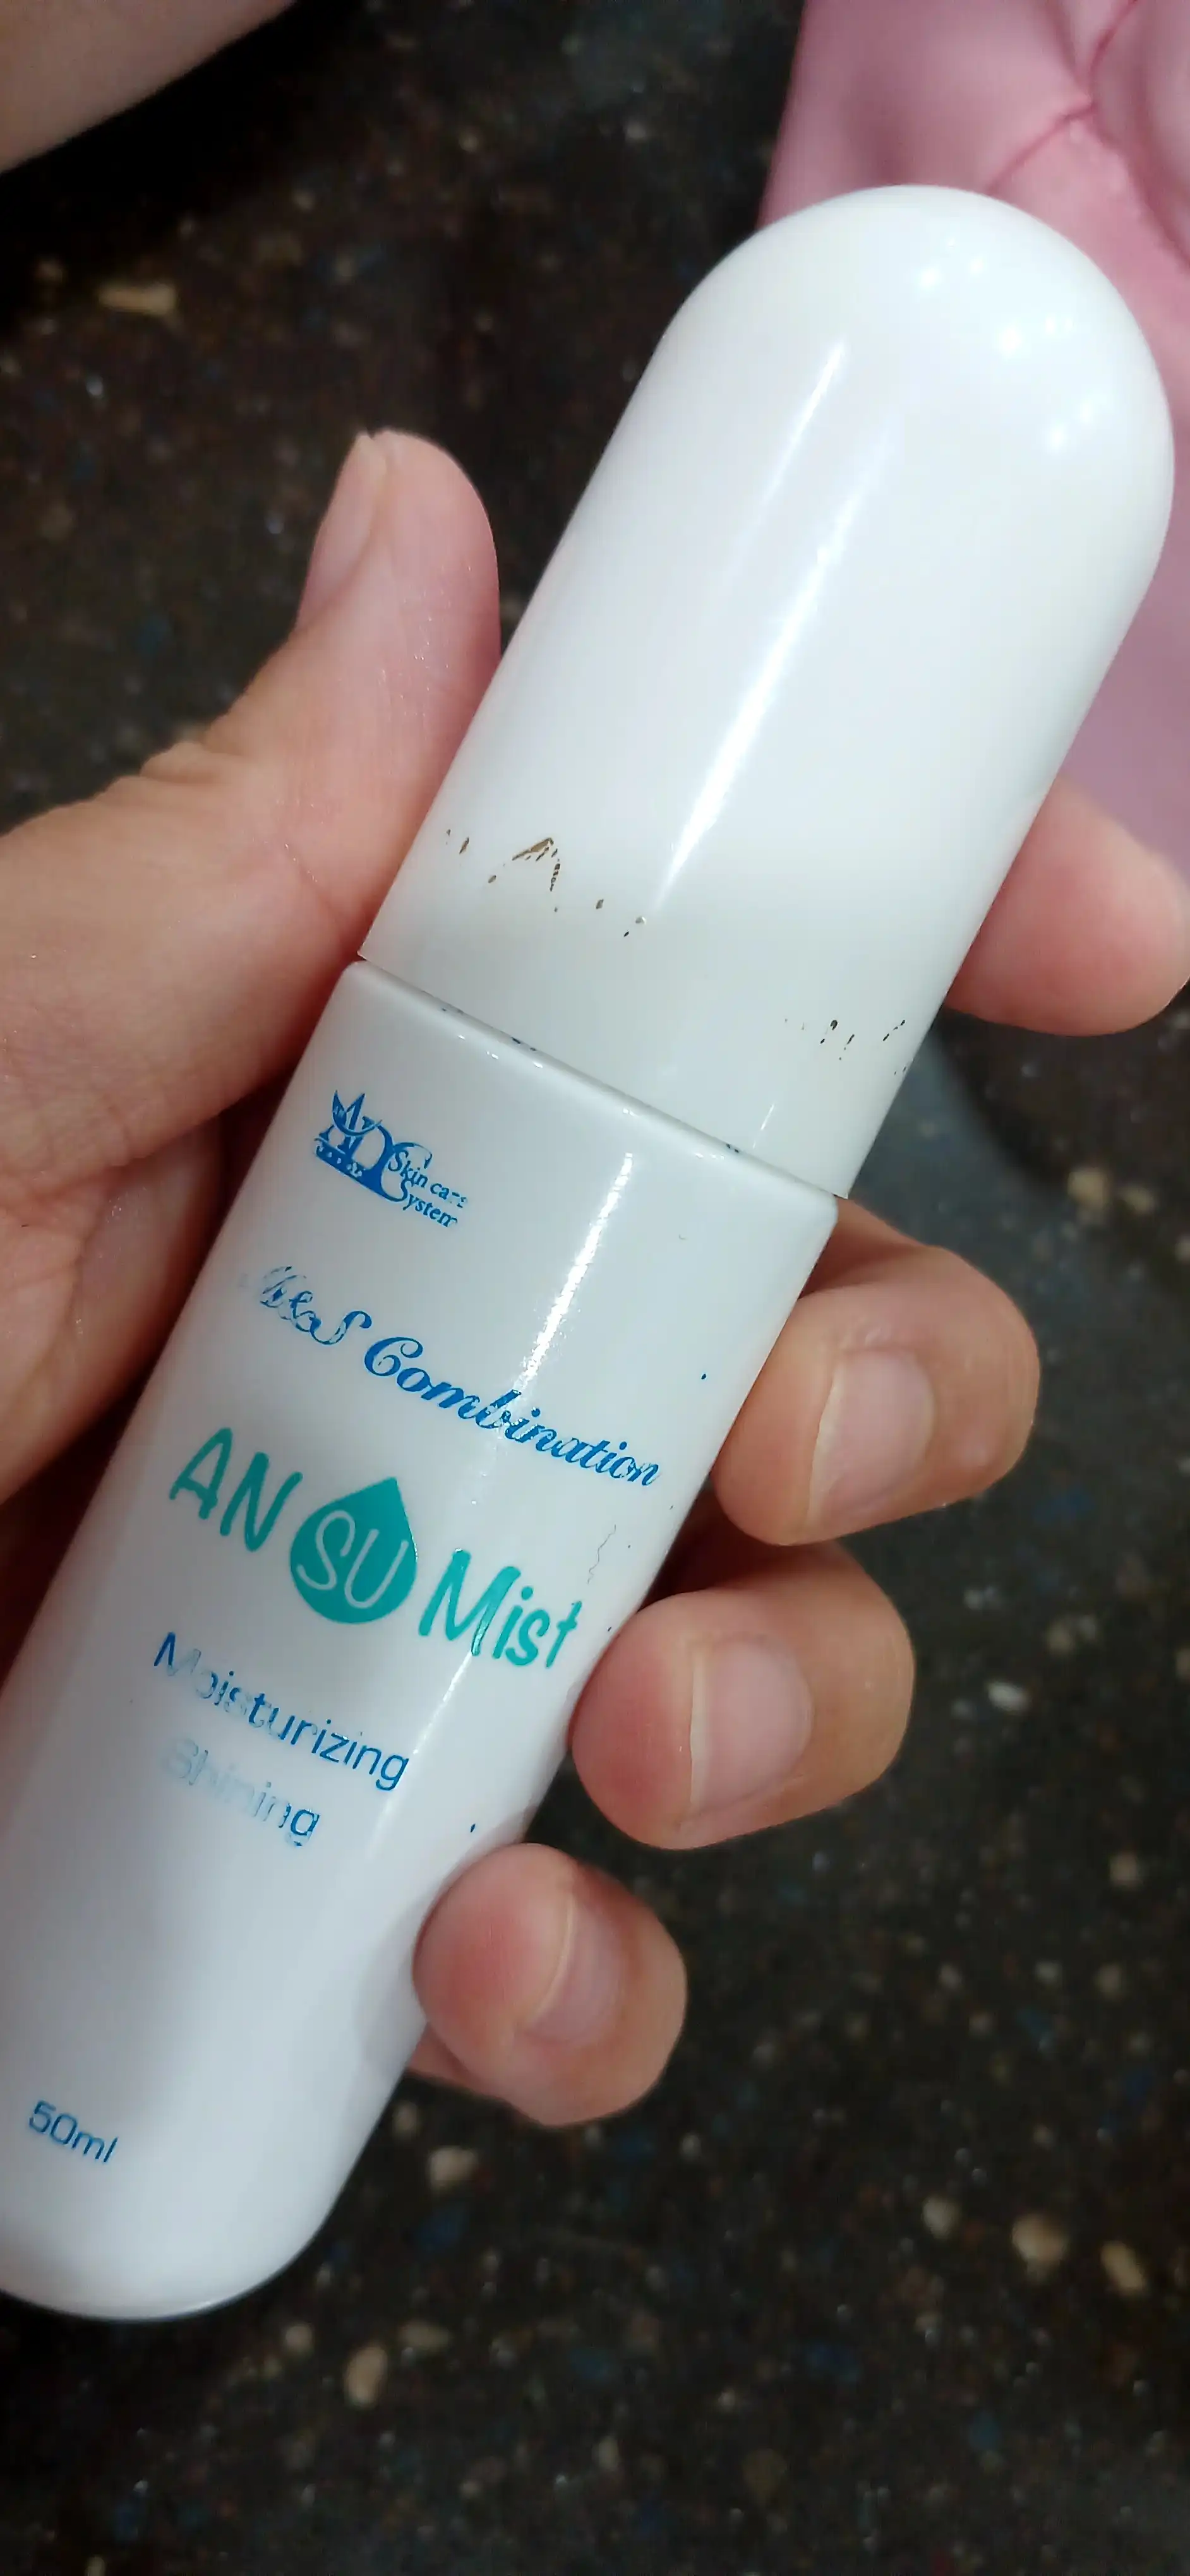 Skin care
System
Combination
AN SU Mist
Moisturizing
Shining
50ml